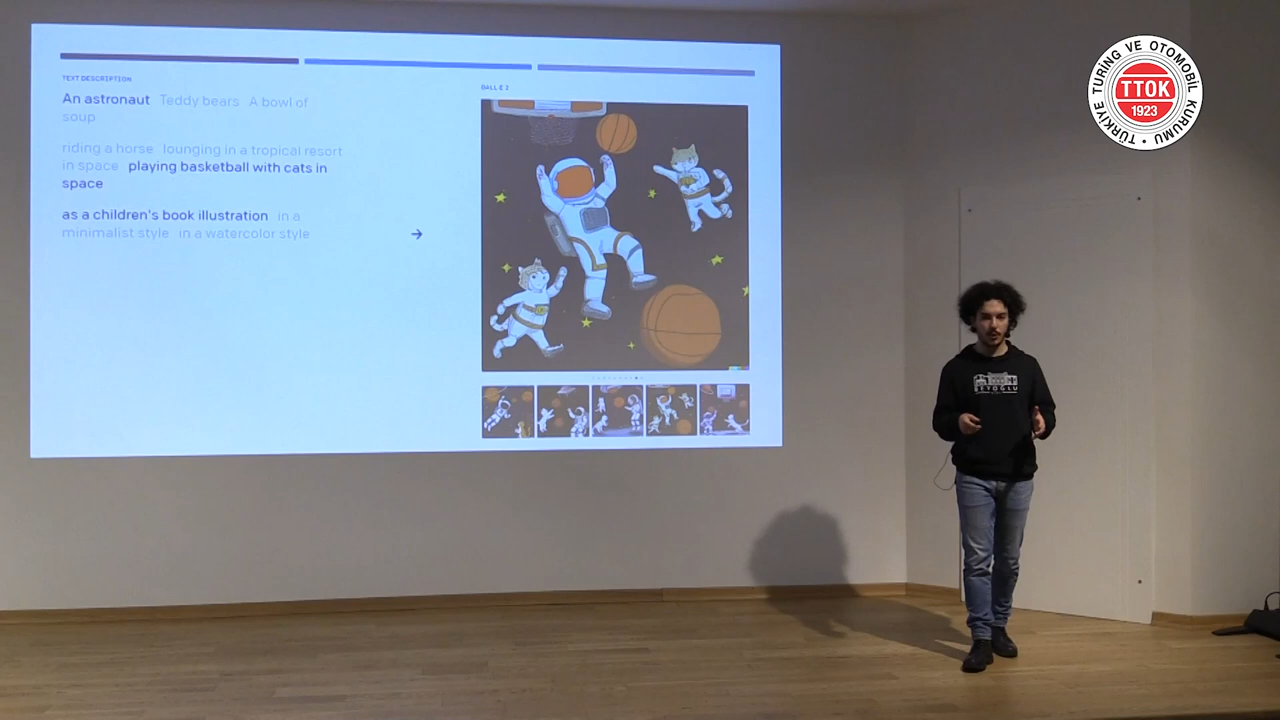 TEXT DESCRIPTION
An astronaut Teddy bears A bowl of
soup
riding a horse lounging in a tropical resort
in space playing basketball with cats in
space
as a children's book illustration in a
minimalist style in a watercolor style
DALL·E 2
TÜRKİYE TURING VE OTOMOBİL KURUMU
TTOK
1923
BEYOĞLU